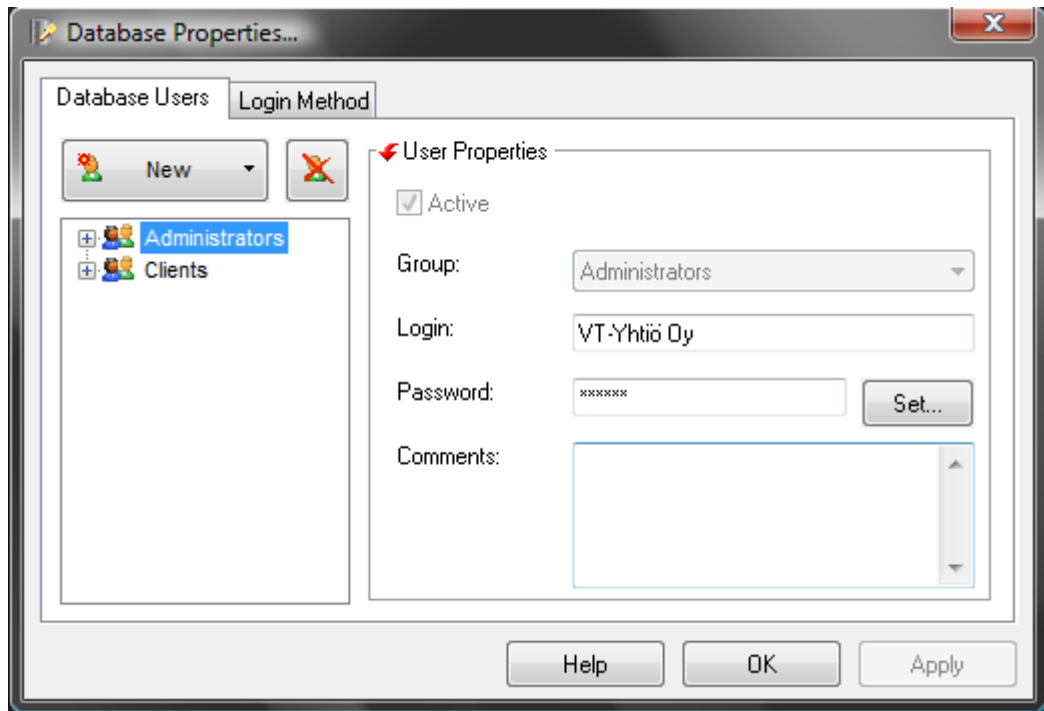 Database Properties...
Database Users
Login Method
New
Administrators
Clients
User Properties
Active
Group:
Administrators
Login:
VT-Yhtiö Oy
Password:
******
Set...
Comments:
Help
OK
Apply